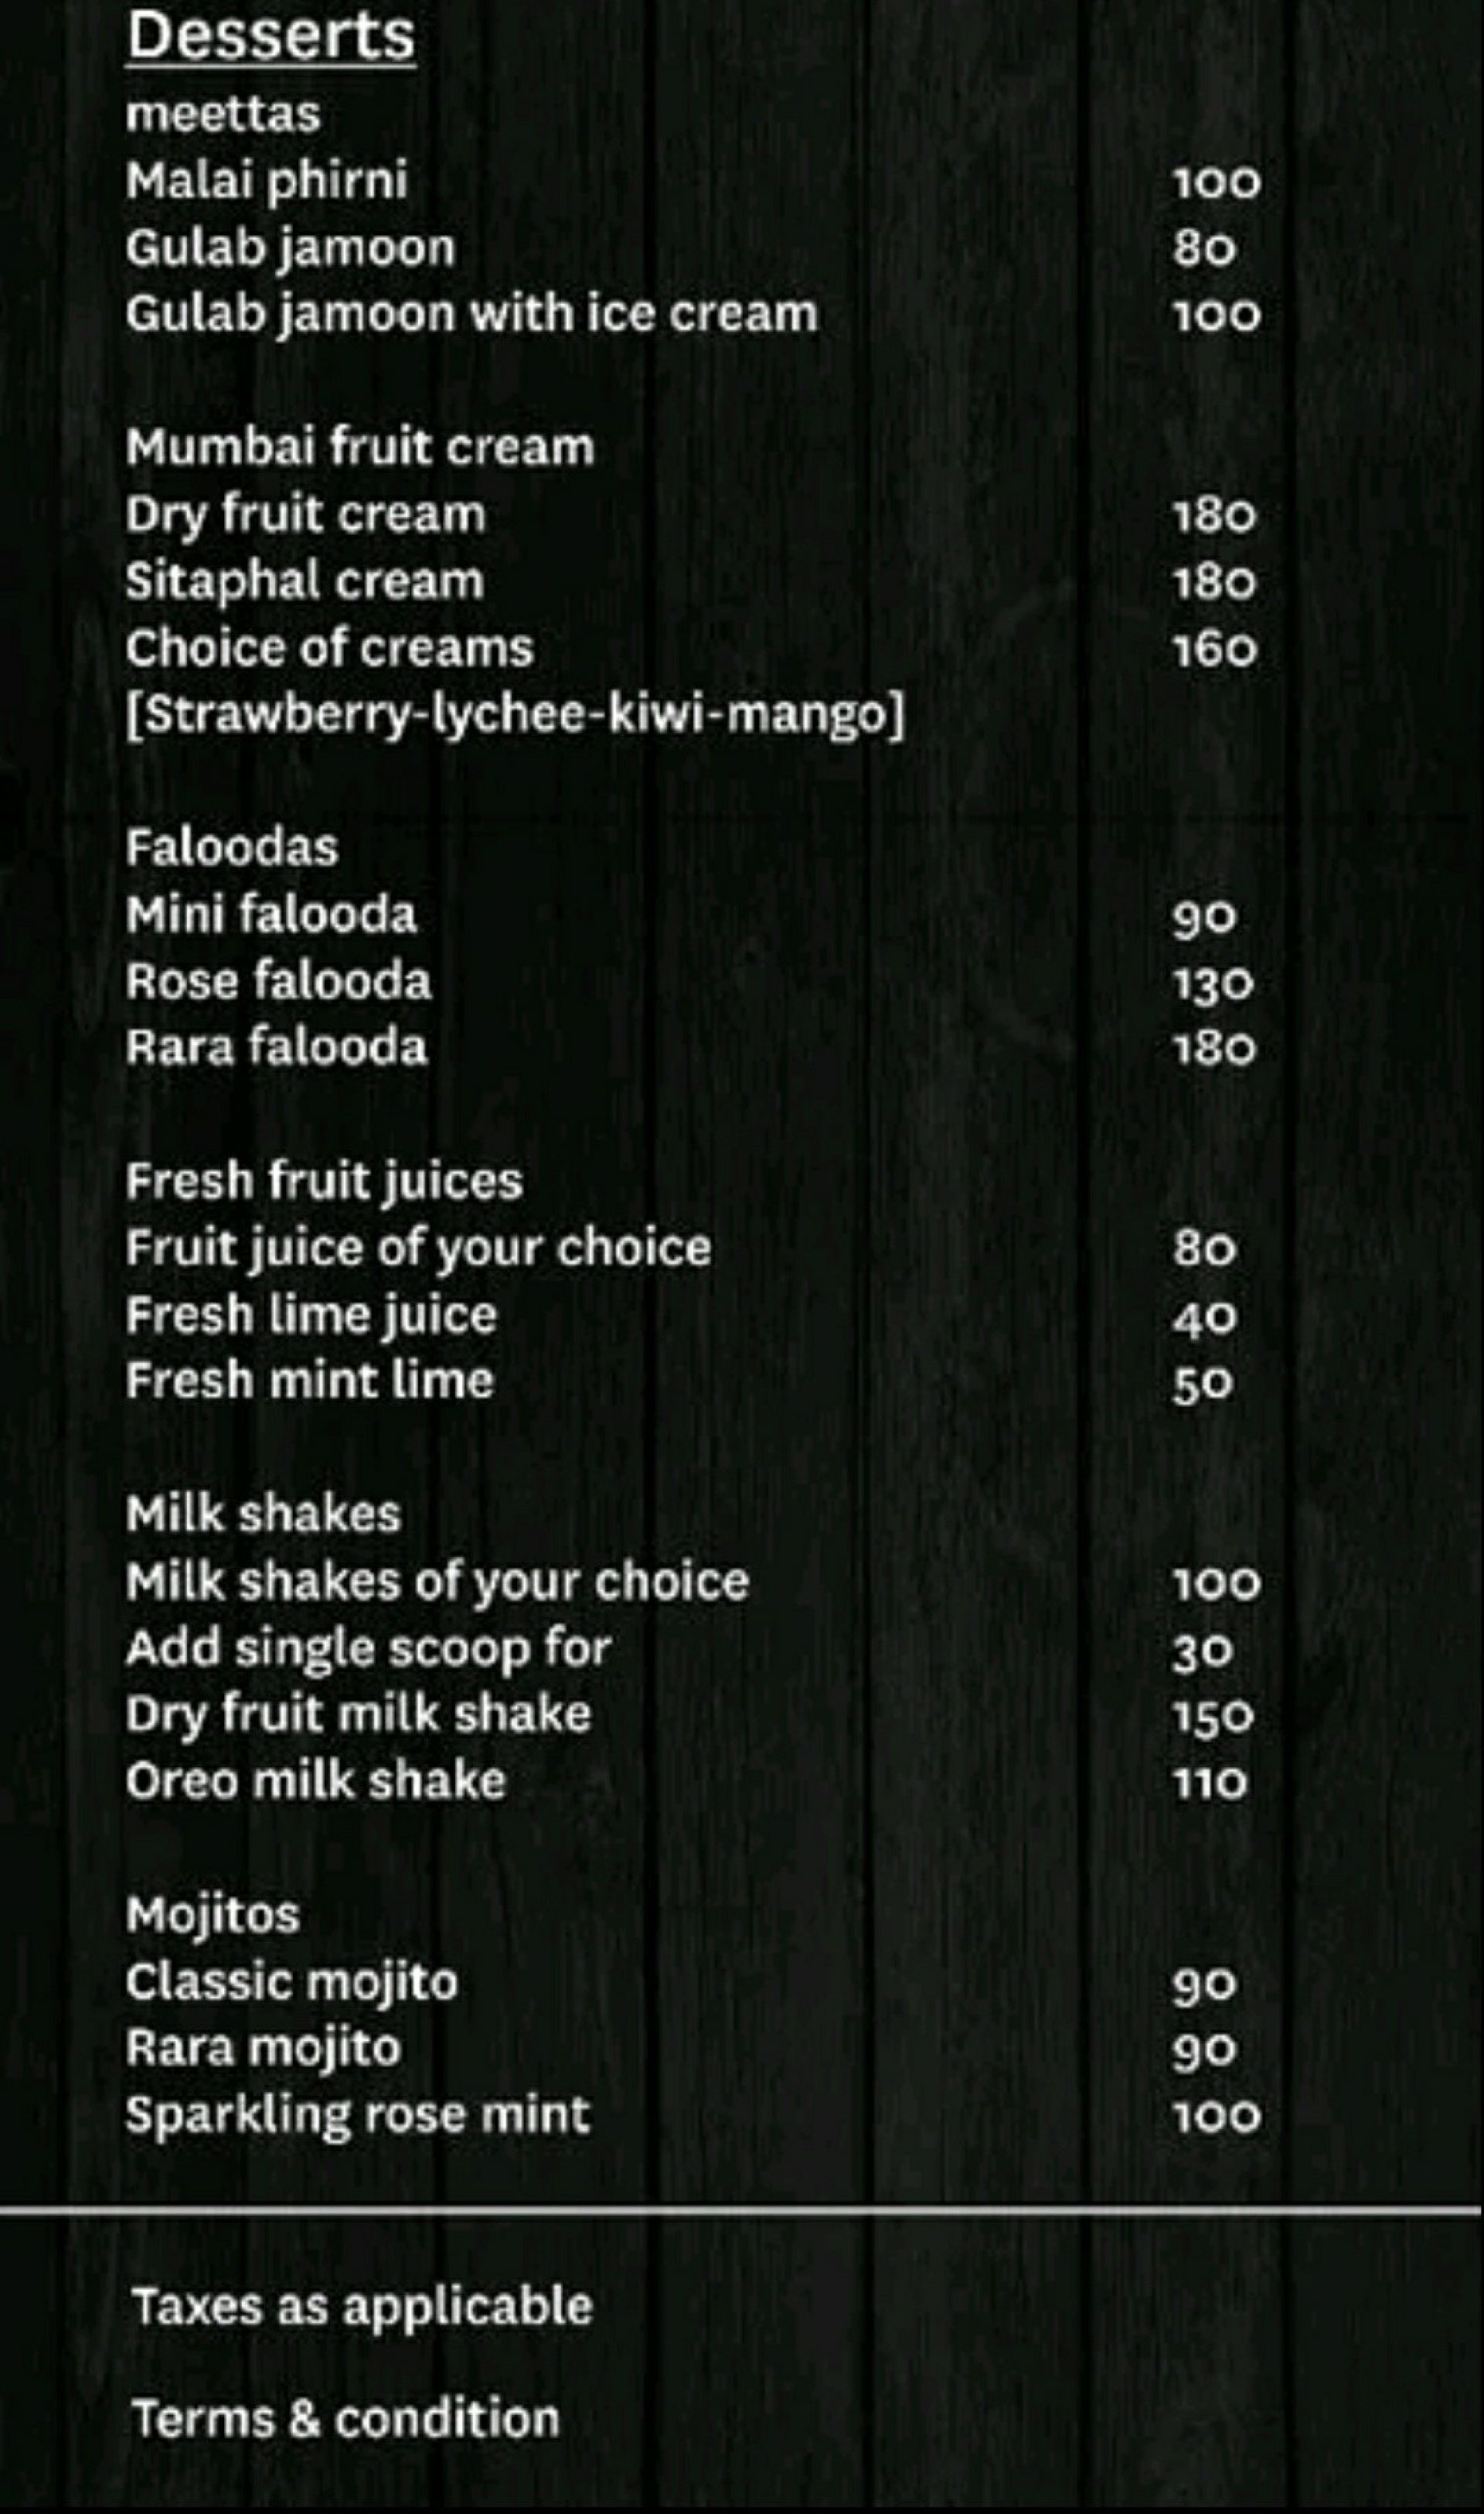 Desserts
meettas
Malai phirni 100
Gulab jamoon 80
Gulab jamoon with ice cream 100
Mumbai fruit cream
Dry fruit cream 180
Sitaphal cream 180
Choice of creams 160
[Strawberry-lychee-kiwi-mango]
Faloodas
Mini falooda 90
Rose falooda 130
Rara falooda 180
Fresh fruit juices
Fruit juice of your choice 80
Fresh lime juice 40
Fresh mint lime 50
Milk shakes
Milk shakes of your choice 100
Add single scoop for 30
Dry fruit milk shake 150
Oreo milk shake 110
Mojitos
Classic mojito 90
Rara mojito 90
Sparkling rose mint 100
Taxes as applicable
Terms & condition